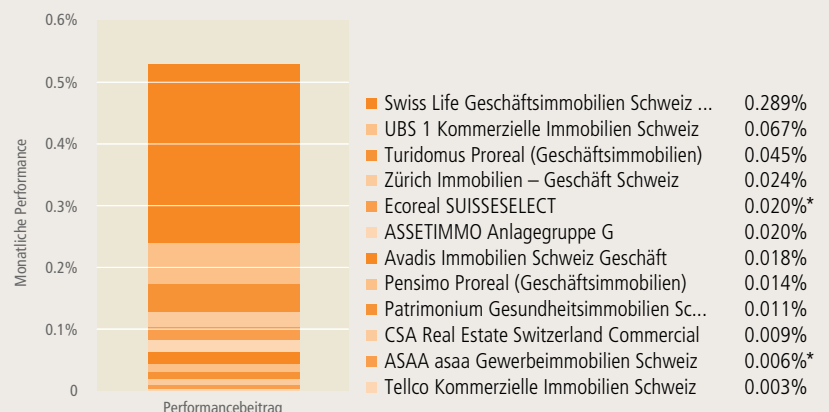 0.6%
0.5%
0.4%
0.3%
0.2%
0.1%
0
Monatliche Performance
Performancebeitrag
Swiss Life Geschäftsimmobilien Schweiz ... 0.289%
UBS 1 Kommerzielle Immobilien Schweiz 0.067%
Turidomus Proreal (Geschäftsimmobilien) 0.045%
Zürich Immobilien – Geschäft Schweiz 0.024%
Ecoreal SUISSESELECT 0.020%*
ASSETIMMO Anlagegruppe G 0.020%
Avadis Immobilien Schweiz Geschäft 0.018%
Pensimo Proreal (Geschäftsimmobilien) 0.014%
Patrimonium Gesundheitsimmobilien Sc... 0.011%
CSA Real Estate Switzerland Commercial 0.009%
ASAA asaa Gewerbeimmobilien Schweiz 0.006%*
Tellco Kommerzielle Immobilien Schweiz 0.003%